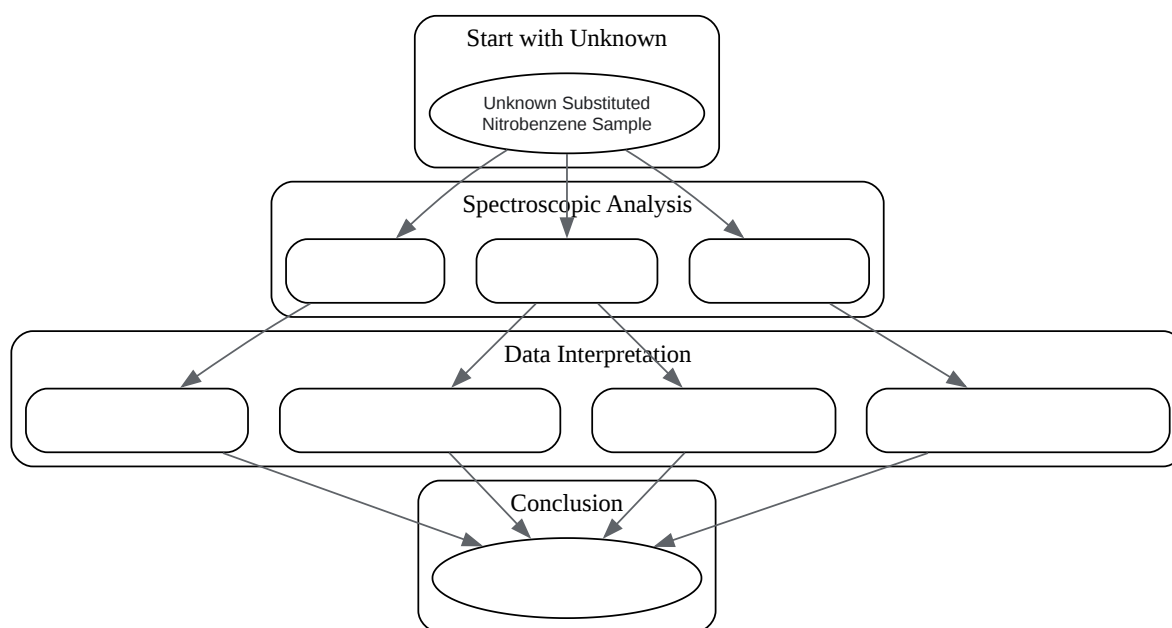 Start with Unknown
Unknown Substituted
Nitrobenzene Sample
Spectroscopic Analysis
Data Interpretation
Conclusion